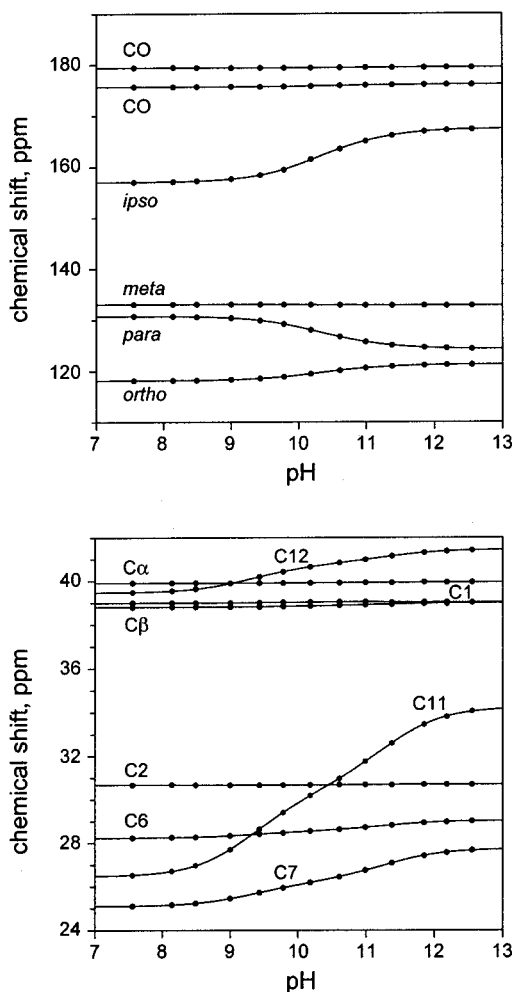 chemical shift, ppm
180
160
140
120
CO
CO
ipso
meta
para
ortho
7 8 9 10 11 12 13
pH
chemical shift, ppm
40
36
32
28
24
Cα
C12
C1
Cβ
C11
C2
C6
C7
7 8 9 10 11 12 13
pH